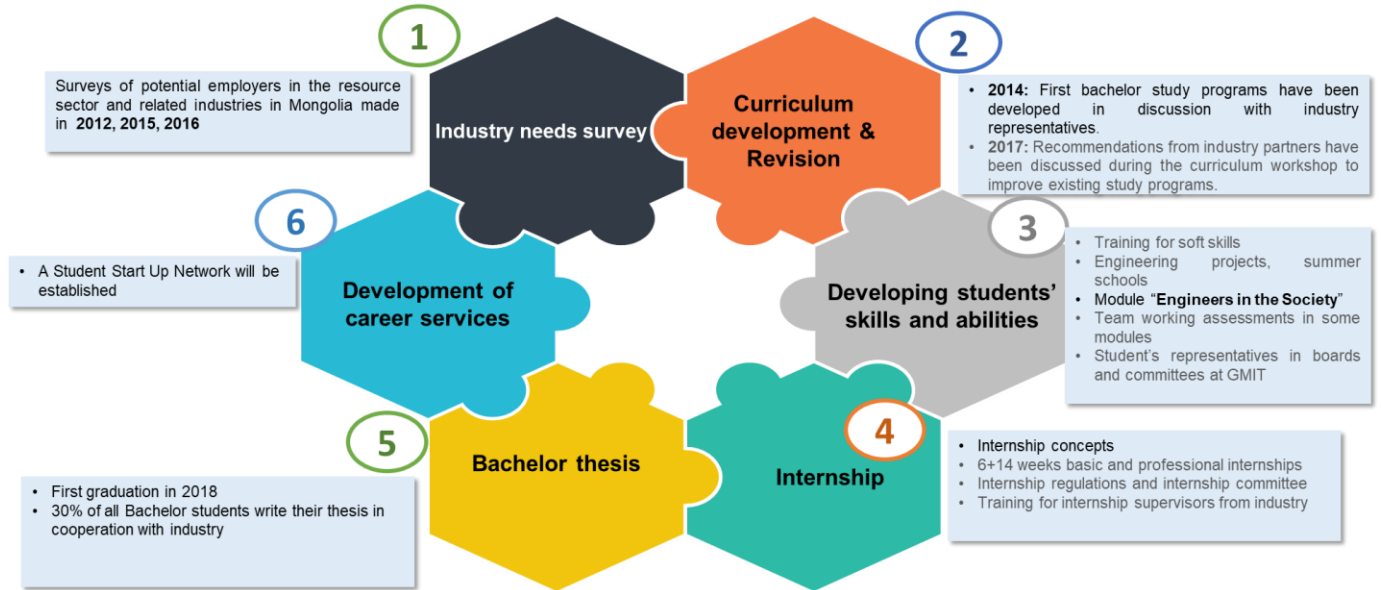 1
Industry needs survey
Surveys of potential employers in the resource
sector and related industries in Mongolia made
in 2012, 2015, 2016
2
Curriculum
development &
Revision
• 2014: First bachelor study programs have been
developed in discussion with industry
representatives.
• 2017: Recommendations from industry partners have
been discussed during the curriculum workshop to
improve existing study programs.
3
Developing students’
skills and abilities
• Training for soft skills
• Engineering projects, summer
schools
• Module “Engineers in the Society”
• Team working assessments in some
modules
• Student’s representatives in boards
and committees at GMIT
4
Internship
• Internship concepts
• 6+14 weeks basic and professional internships
• Internship regulations and internship committee
• Training for internship supervisors from industry
5
Bachelor thesis
• First graduation in 2018
• 30% of all Bachelor students write their thesis in
cooperation with industry
6
Development of
career services
• A Student Start Up Network will be
established